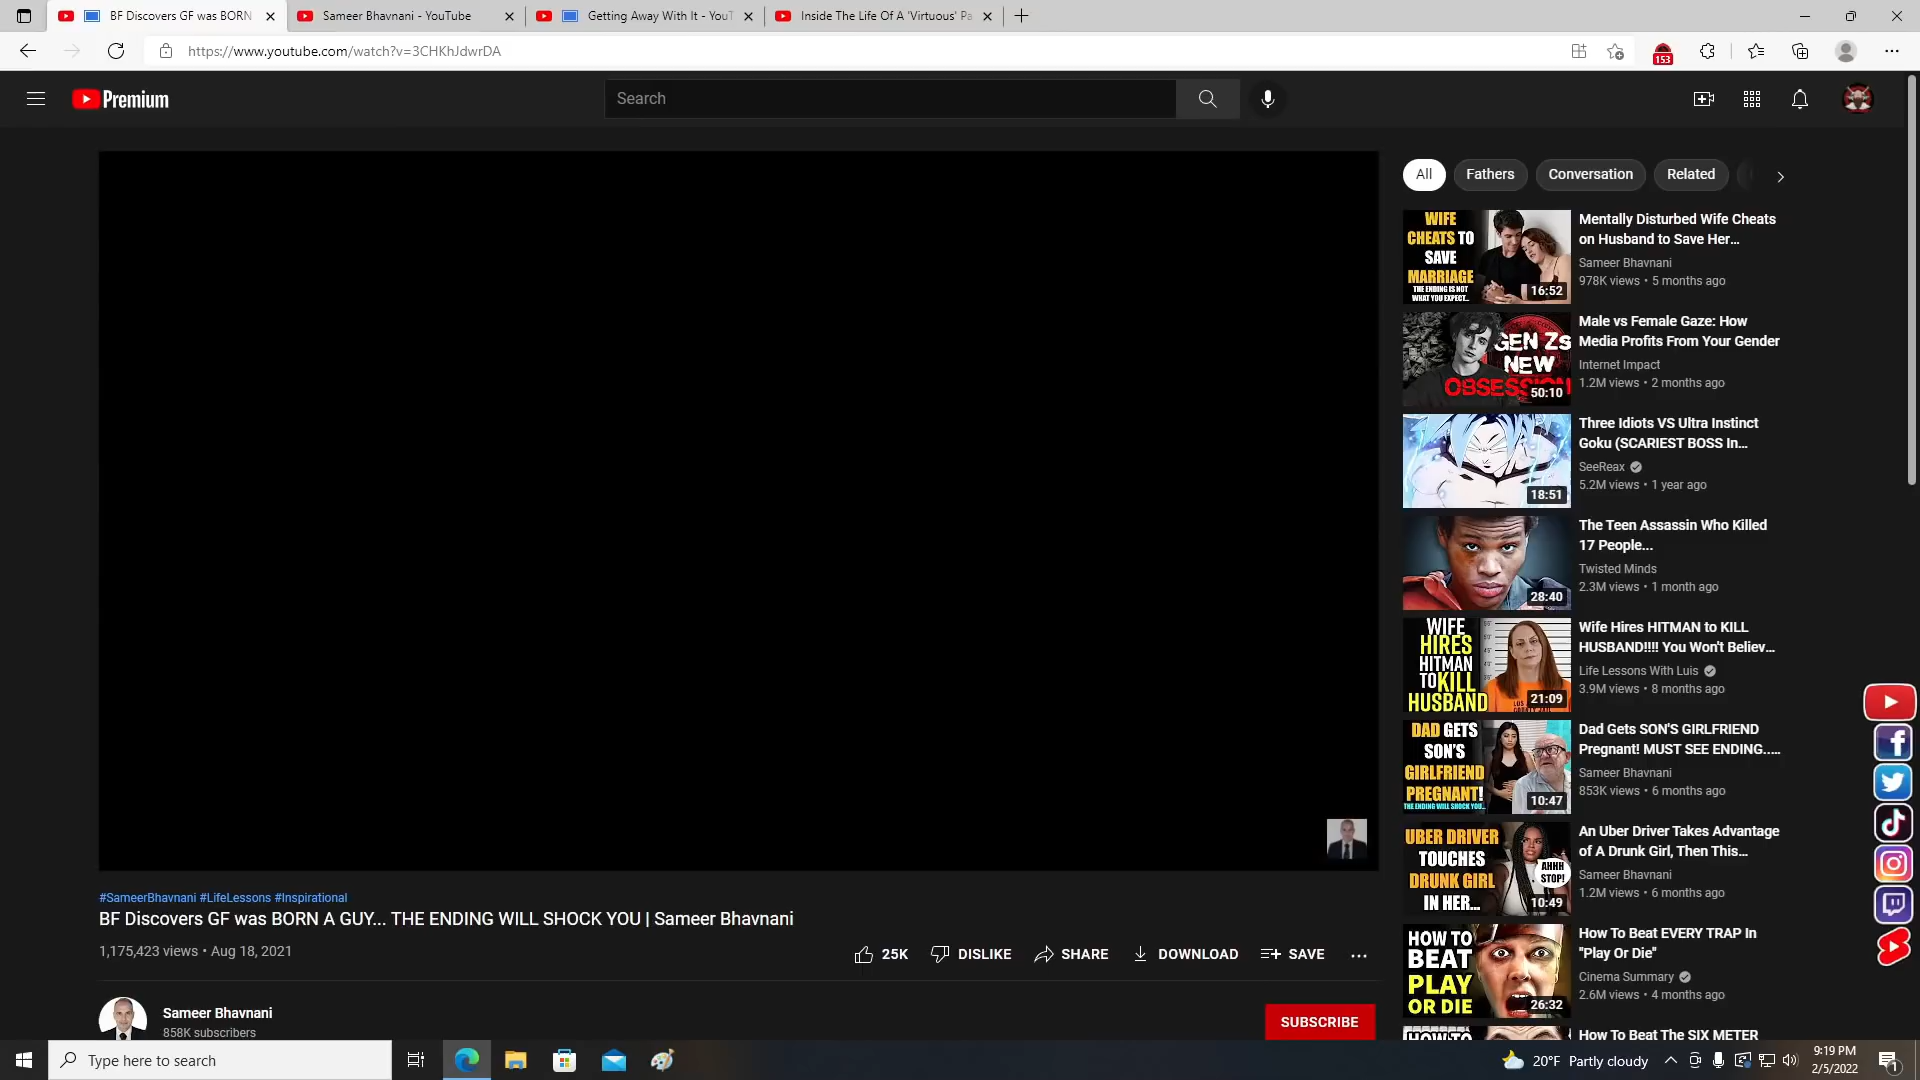 BF Discovers GF was BORN
Sameer Bhavnani - YouTube
Getting Away With It - YouT
Inside The Life Of A 'Virtuous' Pa
https://www.youtube.com/watch?v=3CHKhJdwrDA
153
Premium
Search
All
Fathers
Conversation
Related
WIFE
CHEATS TO
SAVE
MARRIAGE
THE ENDING IS NOT
WHAT YOU EXPECT...
16:52
Mentally Disturbed Wife Cheats
on Husband to Save Her...
Sameer Bhavnani
978K views • 5 months ago
GEN Zs
NEW
OBSESSION
50:10
Male vs Female Gaze: How
Media Profits From Your Gender
Internet Impact
1.2M views • 2 months ago
18:51
Three Idiots VS Ultra Instinct
Goku (SCARIEST BOSS In...
SeeReax
5.2M views • 1 year ago
28:40
The Teen Assassin Who Killed
17 People...
Twisted Minds
2.3M views • 1 month ago
WIFE
HIRES
HITMAN
TO KILL
HUSBAND
21:09
Wife Hires HITMAN to KILL
HUSBAND!!!! You Won't Believ...
Life Lessons With Luis
3.9M views • 8 months ago
DAD GETS
SON'S
GIRLFRIEND
PREGNANT!
THE ENDING WILL SHOCK YOU...
10:47
Dad Gets SON'S GIRLFRIEND
Pregnant! MUST SEE ENDING.....
Sameer Bhavnani
853K views • 6 months ago
UBER DRIVER
TOUCHES
DRUNK GIRL
IN HER...
AHHH
STOP!
10:49
An Uber Driver Takes Advantage
of A Drunk Girl, Then This...
Sameer Bhavnani
1.2M views • 6 months ago
HOW TO
BEAT
PLAY
OR DIE
26:32
How To Beat EVERY TRAP In
"Play Or Die"
Cinema Summary
2.6M views • 4 months ago
How To Beat The SIX METER
#SameerBhavnani #LifeLessons #Inspirational
BF Discovers GF was BORN A GUY... THE ENDING WILL SHOCK YOU | Sameer Bhavnani
1,175,423 views • Aug 18, 2021
25K
DISLIKE
SHARE
DOWNLOAD
SAVE
Sameer Bhavnani
858K subscribers
SUBSCRIBE
Type here to search
20°F Partly cloudy
9:19 PM
2/5/2022
1